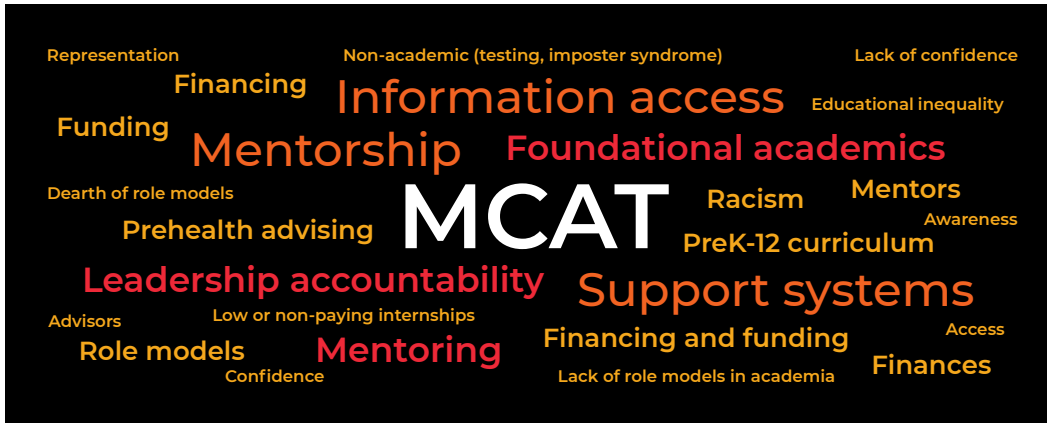 Representation
Non-academic (testing, imposter syndrome)
Lack of confidence
Financing
Information access
Educational inequality
Funding
Mentorship
Foundational academics
Dearth of role models
MCAT
Racism
Mentors
Awareness
Prehealth advising
PreK-12 curriculum
Leadership accountability
Support systems
Advisors
Low or non-paying internships
Financing and funding
Access
Role models
Mentoring
Finances
Confidence
Lack of role models in academia